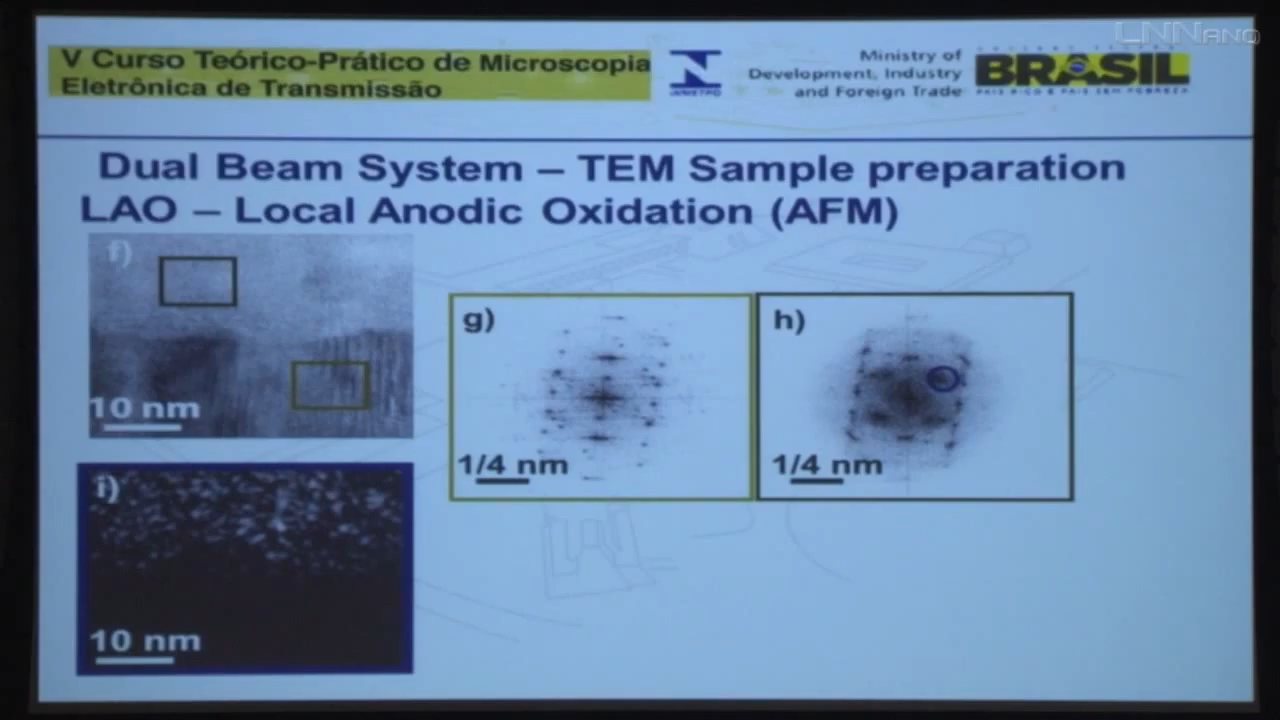 LNNano
V Curso Teórico-Prático de Microscopia
Eletrônica de Transmissão
INMETRO
Ministry of
Development, Industry
and Foreign Trade
BRASIL
PAÍS RICO É PAÍS SEM POBREZA
Dual Beam System – TEM Sample preparation
LAO – Local Anodic Oxidation (AFM)
f)
10 nm
g)
1/4 nm
h)
1/4 nm
i)
10 nm